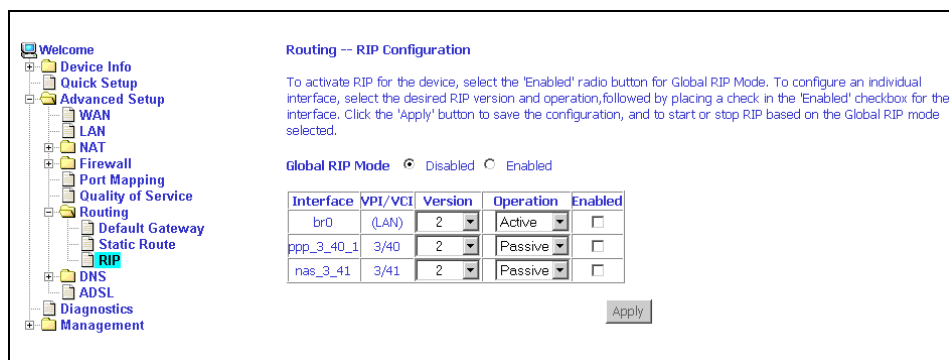 Welcome
Device Info
Quick Setup
Advanced Setup
WAN
LAN
NAT
Firewall
Port Mapping
Quality of Service
Routing
Default Gateway
Static Route
RIP
DNS
ADSL
Diagnostics
Management
Routing -- RIP Configuration
To activate RIP for the device, select the 'Enabled' radio button for Global RIP Mode. To configure an individual
interface, select the desired RIP version and operation,followed by placing a check in the 'Enabled' checkbox for the
interface. Click the 'Apply' button to save the configuration, and to start or stop RIP based on the Global RIP mode
selected.
Global RIP Mode Disabled Enabled
Interface VPI/VCI Version Operation Enabled
br0 (LAN) 2 Active
ppp_3_40_1 3/40 2 Passive
nas_3_41 3/41 2 Passive
Apply